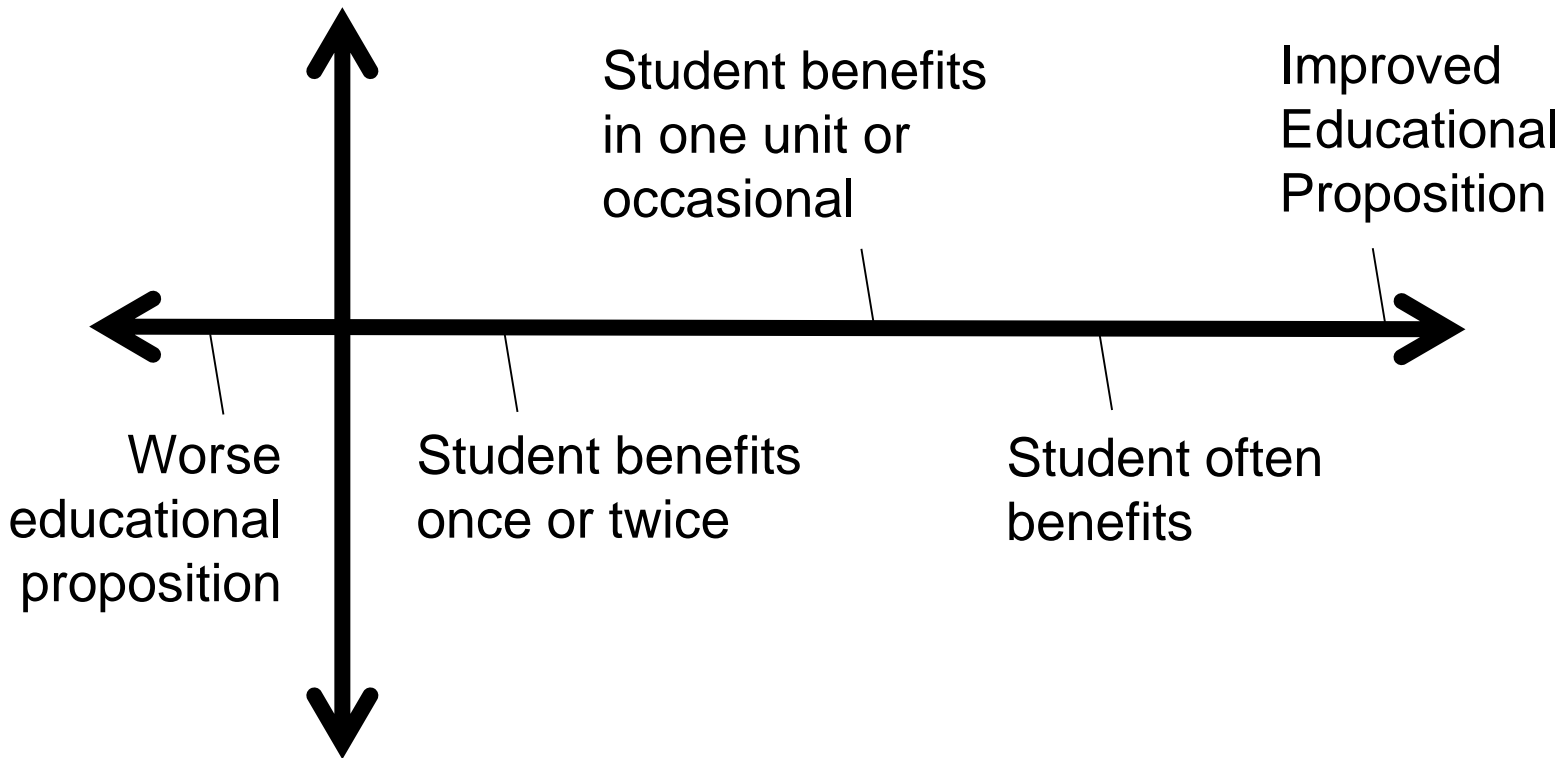 Student benefits
in one unit or
occasional
Improved
Educational
Proposition
Worse
educational
proposition
Student benefits
once or twice
Student often
benefits